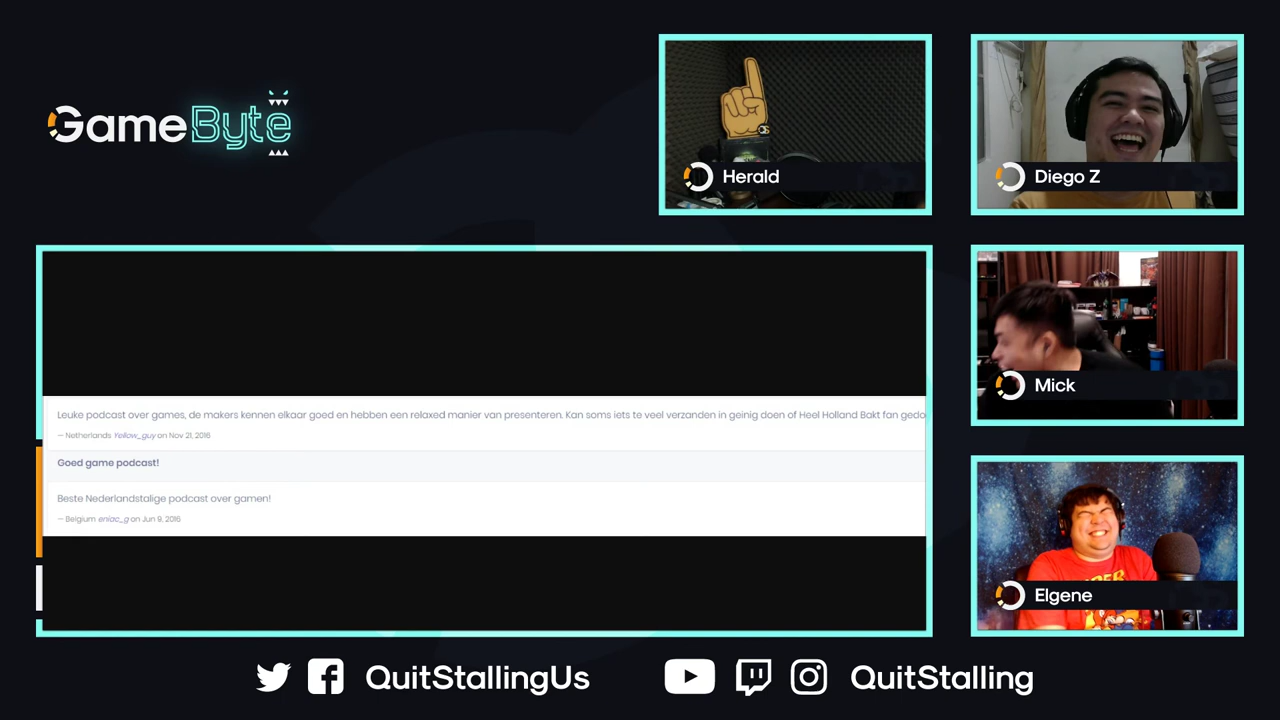 GameByte
Herald
Diego Z
Leuke podcast over games, de makers kennen elkaar goed en hebben een relaxed manier van presenteren. Kan soms iets te veel verzanden in geinig doen of Heel Holland Bakt fan gedo
— Netherlands Yellow_guy on Nov 21, 2016
Goed game podcast!
Beste Nederlandstalige podcast over gamen!
— Belgium eniac_g on Jun 9, 2016
Mick
Elgene
QuitStallingUs
QuitStalling